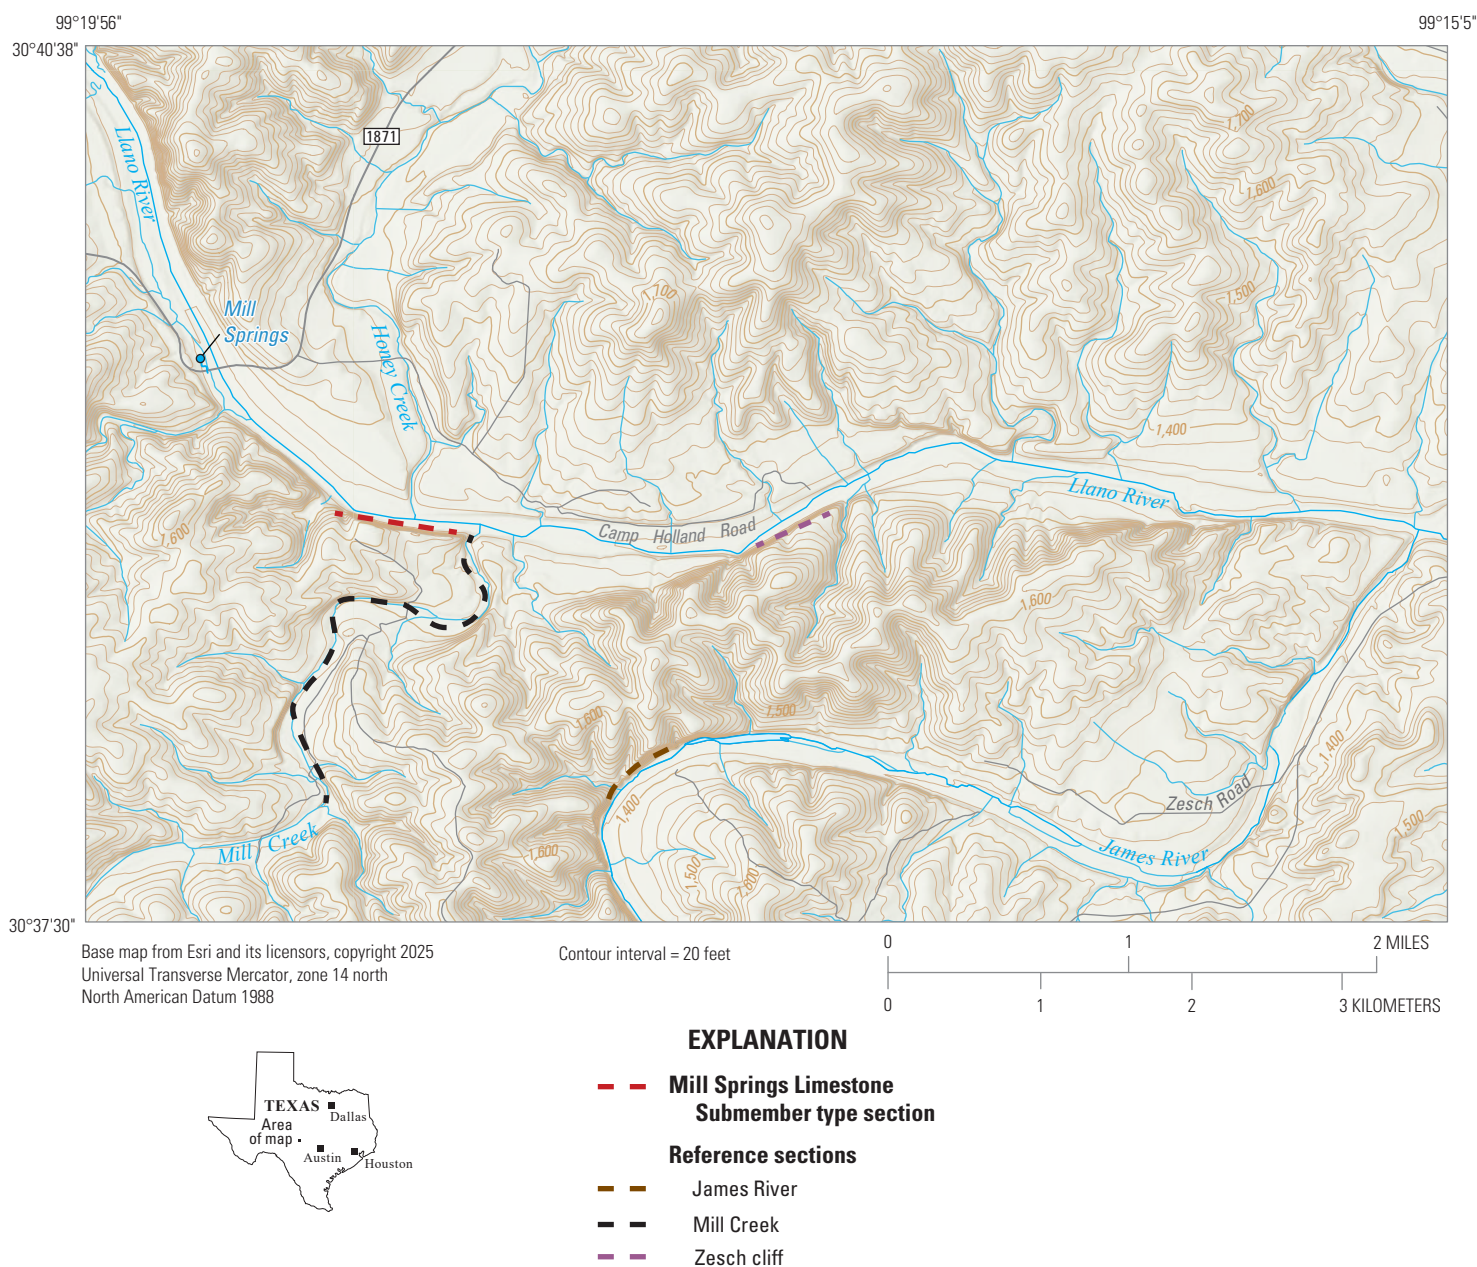 99°19'56"
99°15'5"
30°40'38"
1871
Llano River
1,700
1,600
Mill
Springs
1,100
1,500
Honey Creek
1,400
Llano River
Camp Holland Road
1,600
1,600
1,600
1,500
1,400
Zesch Road
1,400
1,500
Mill Creek
1,600
1,500
1,600
James River
30°37'30"
Base map from Esri and its licensors, copyright 2025
Universal Transverse Mercator, zone 14 north
North American Datum 1988
Contour interval = 20 feet
0 1 2 MILES
0 1 2 3 KILOMETERS
EXPLANATION
Mill Springs Limestone
Submember type section
Reference sections
James River
Mill Creek
Zesch cliff
TEXAS
Dallas
Area
of map
Austin
Houston